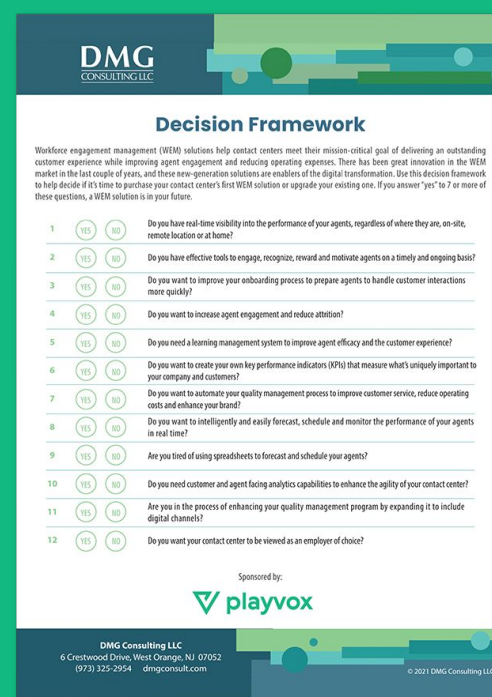 DMG
CONSULTING LLC
Decision Framework
Workforce engagement management (WEM) solutions help contact centers meet their mission-critical goal of delivering an outstanding
customer experience while improving agent engagement and reducing operating expenses. There has been great innovation in the WEM
market in the last couple of years, and these new-generation solutions are enablers of the digital transformation. Use this decision framework
to help decide if it's time to purchase your contact center's first WEM solution or upgrade your existing one. If you answer "yes" to 7 or more of
these questions, a WEM solution is in your future.
1 YES NO Do you have real-time visibility into the performance of your agents, regardless of where they are, on-site,
remote location or at home?
2 YES NO Do you have effective tools to engage, recognize, reward and motivate agents on a timely and ongoing basis?
3 YES NO Do you want to improve your onboarding process to prepare agents to handle customer interactions
more quickly?
4 YES NO Do you want to increase agent engagement and reduce attrition?
5 YES NO Do you need a learning management system to improve agent efficacy and the customer experience?
6 YES NO Do you want to create your own key performance indicators (KPIs) that measure what's uniquely important to
your company and customers?
7 YES NO Do you want to automate your quality management process to improve customer service, reduce operating
costs and enhance your brand?
8 YES NO Do you want to intelligently and easily forecast, schedule and monitor the performance of your agents
in real time?
9 YES NO Are you tired of using spreadsheets to forecast and schedule your agents?
10 YES NO Do you need customer and agent facing analytics capabilities to enhance the agility of your contact center?
11 YES NO Are you in the process of enhancing your quality management program by expanding it to include
digital channels?
12 YES NO Do you want your contact center to be viewed as an employer of choice?
Sponsored by:
playvox
DMG Consulting LLC
6 Crestwood Drive, West Orange, NJ 07052
(973) 325-2954 dmgconsult.com
© 2021 DMG Consulting LLC